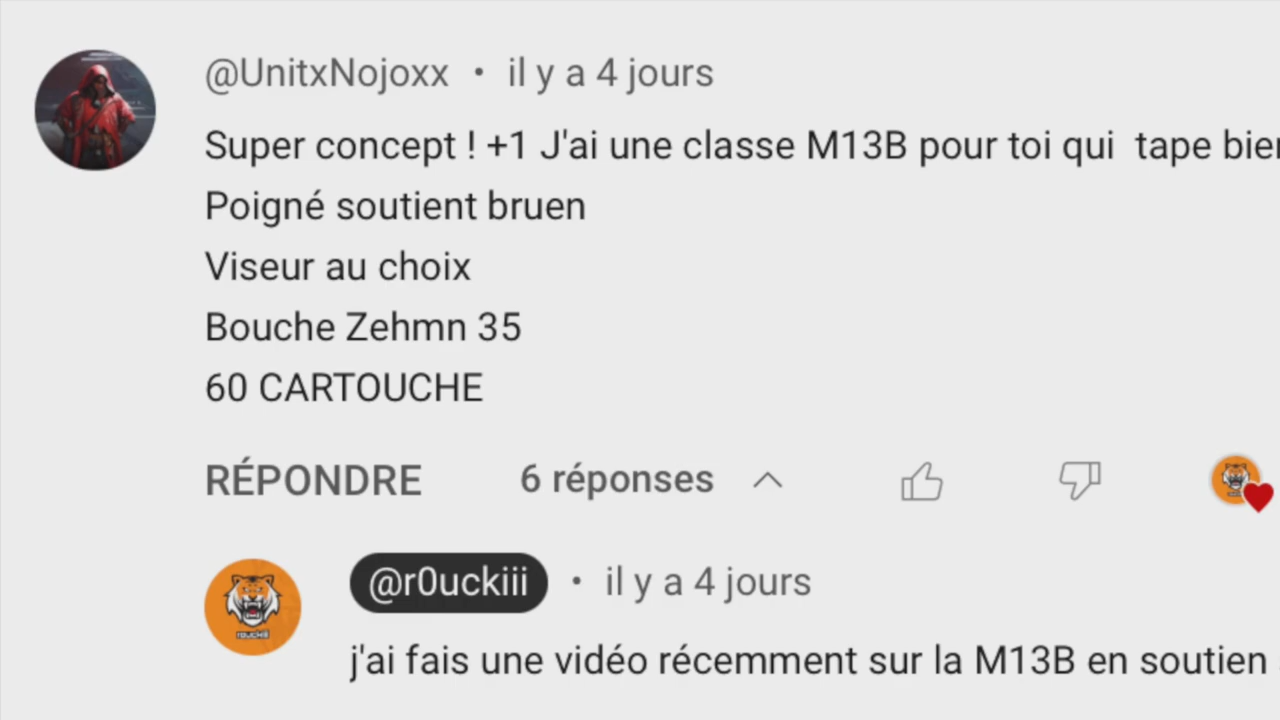 @UnitxNojoxx • il y a 4 jours
Super concept ! +1 J'ai une classe M13B pour toi qui tape bien
Poigné soutient bruen
Viseur au choix
Bouche Zehmn 35
60 CARTOUCHE
RÉPONDRE 6 réponses
@r0uckiii • il y a 4 jours
j'ai fais une vidéo récemment sur la M13B en soutien